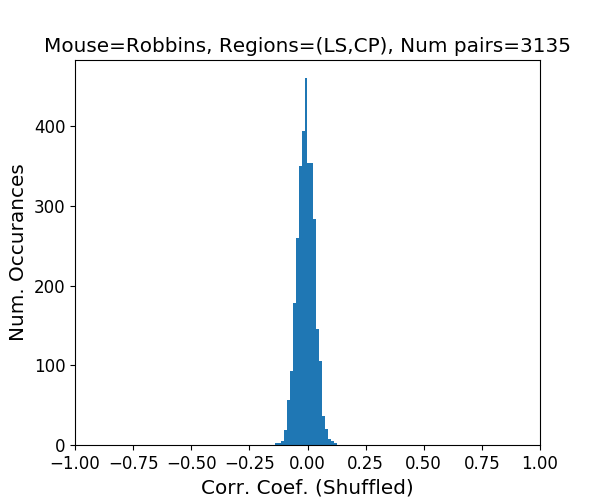 Mouse=Robbins, Regions=(LS,CP), Num pairs=3135
Num. Occurances
400
300
200
100
0
−1.00 −0.75 −0.50 −0.25 0.00 0.25 0.50 0.75 1.00
Corr. Coef. (Shuffled)